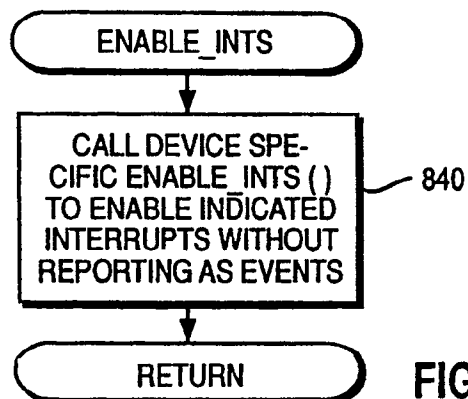 ENABLE_INTS
CALL DEVICE SPE-
CIFIC ENABLE_INTS ( )
TO ENABLE INDICATED
INTERRUPTS WITHOUT
REPORTING AS EVENTS
840
RETURN
FIG